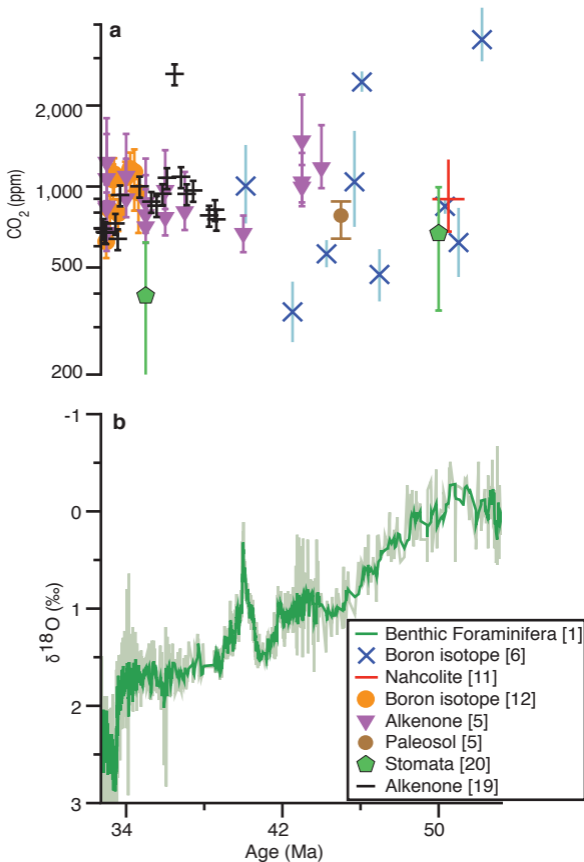 a
2,000
1,000
500
200
CO2 (ppm)
b
-1
0
1
2
3
δ18O (‰)
34
42
50
Age (Ma)
Benthic Foraminifera [1]
Boron isotope [6]
Nahcolite [11]
Boron isotope [12]
Alkenone [5]
Paleosol [5]
Stomata [20]
Alkenone [19]